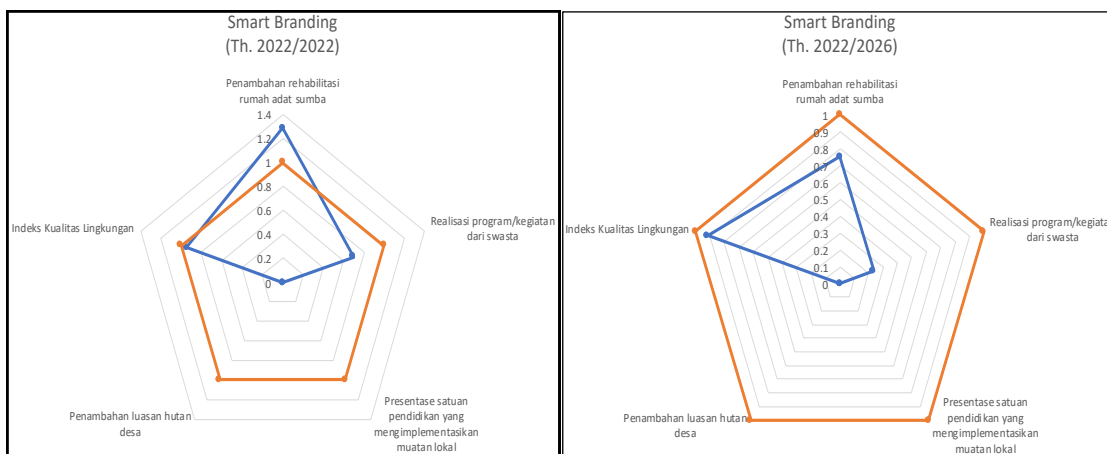 Smart Branding
(Th. 2022/2022)
Penambahan rehabilitasi
rumah adat sumba
1.4
1.2
1
0.8
0.6
0.4
0.2
0
Realisasi program/kegiatan
dari swasta
Presentase satuan
pendidikan yang
mengimplementasikan
muatan lokal
Penambahan luasan hutan
desa
Indeks Kualitas Lingkungan
Smart Branding
(Th. 2022/2026)
Penambahan rehabilitasi
rumah adat sumba
1
0.9
0.8
0.7
0.6
0.5
0.4
0.3
0.2
0.1
0
Realisasi program/kegiatan
dari swasta
Presentase satuan
pendidikan yang
mengimplementasikan
muatan lokal
Penambahan luasan hutan
desa
Indeks Kualitas Lingkungan